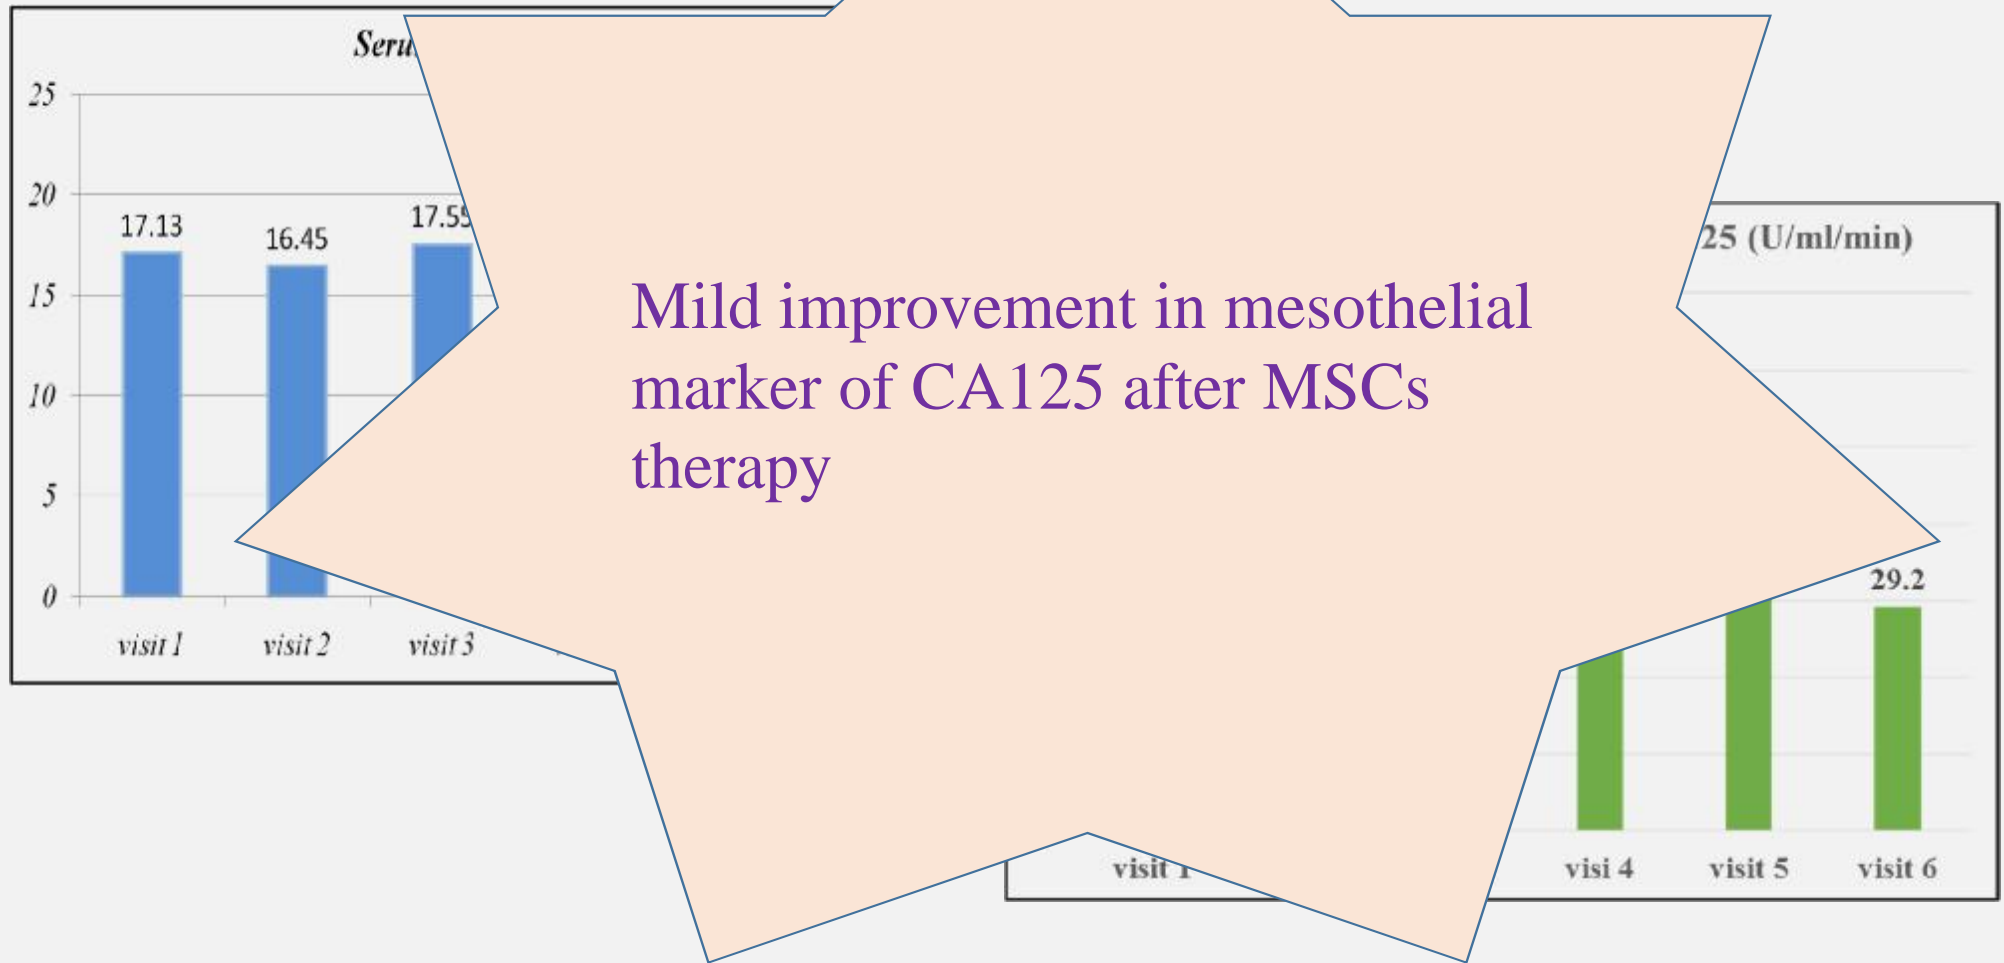 25
20
15
10
5
0
17.13
16.45
visit 1
visit 2
visit 3
Mild improvement in mesothelial
marker of CA125 after MSCs
therapy
25 (U/ml/min)
29.2
visit 1
visi 4
visit 5
visit 6